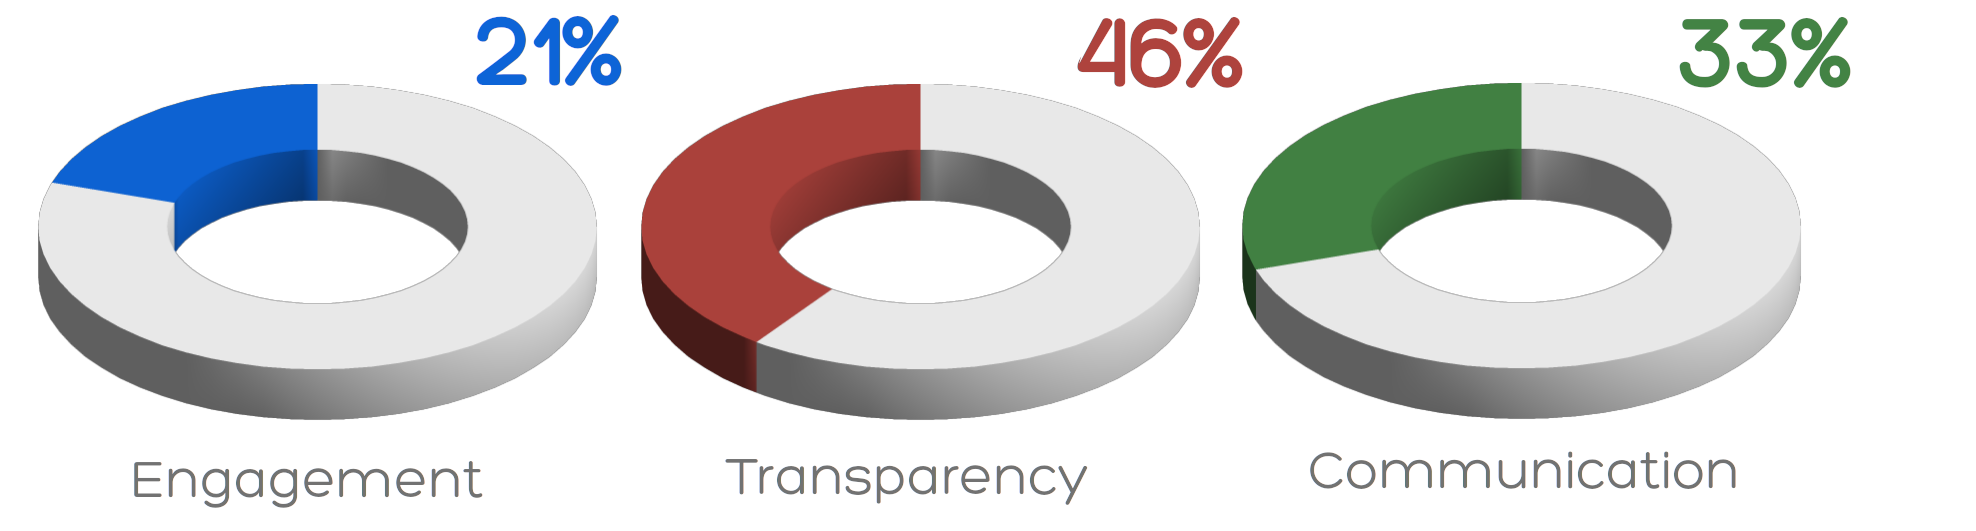 21% 46% 33%
Engagement Transparency Communication